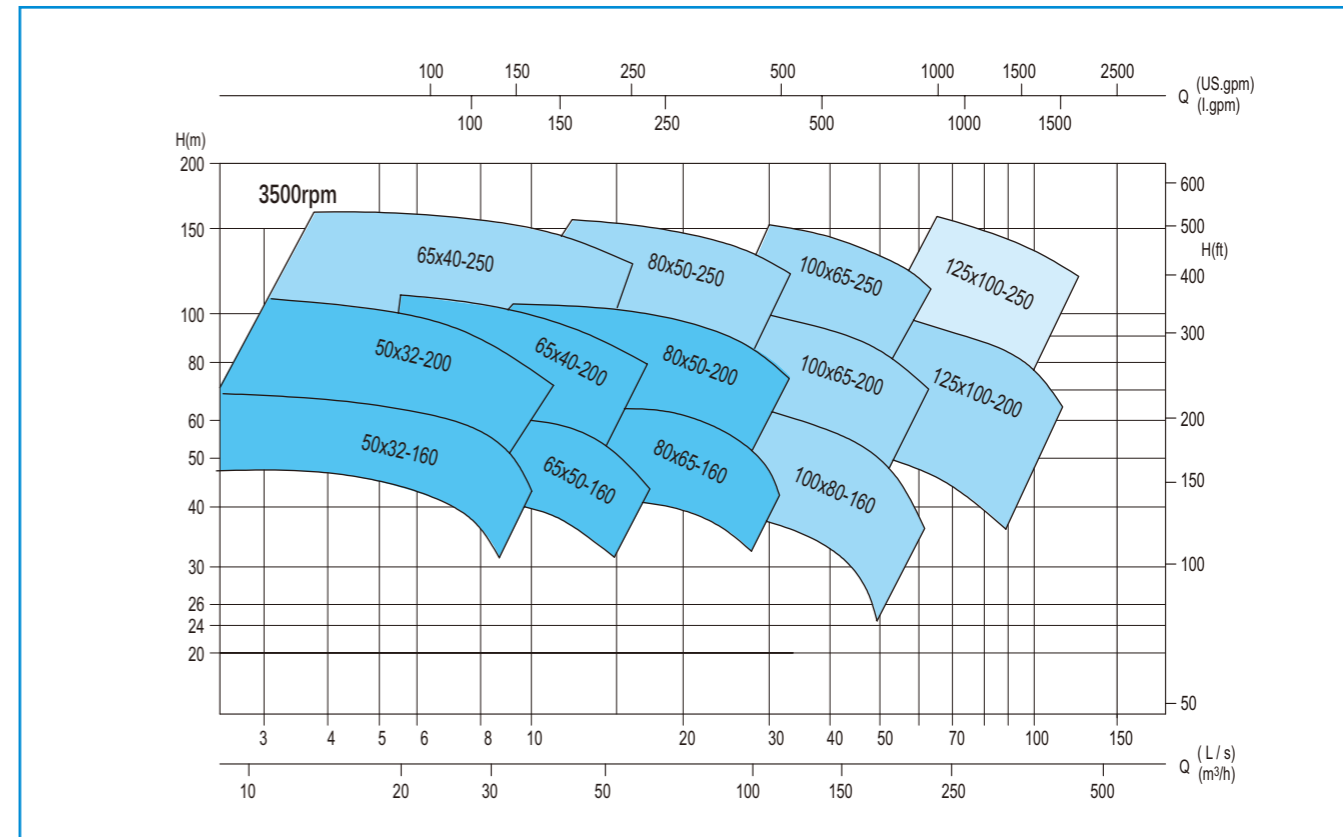 100 150 250 500 1000 1500 2500
Q (US.gpm)
(I.gpm)
100 150 250 500 1000 1500
H(m)
200
150
100
80
60
50
40
30
26
24
20
3500rpm
65x40-250
80x50-250
100x65-250
125x100-250
50x32-200
65x40-200
80x50-200
100x65-200
125x100-200
50x32-160
65x50-160
80x65-160
100x80-160
600
500
H(ft)
400
300
200
150
100
50
3 4 5 6 8 10 20 30 40 50 70 100 150
Q ( L / s)
(m³/h)
10 20 30 50 100 150 250 500